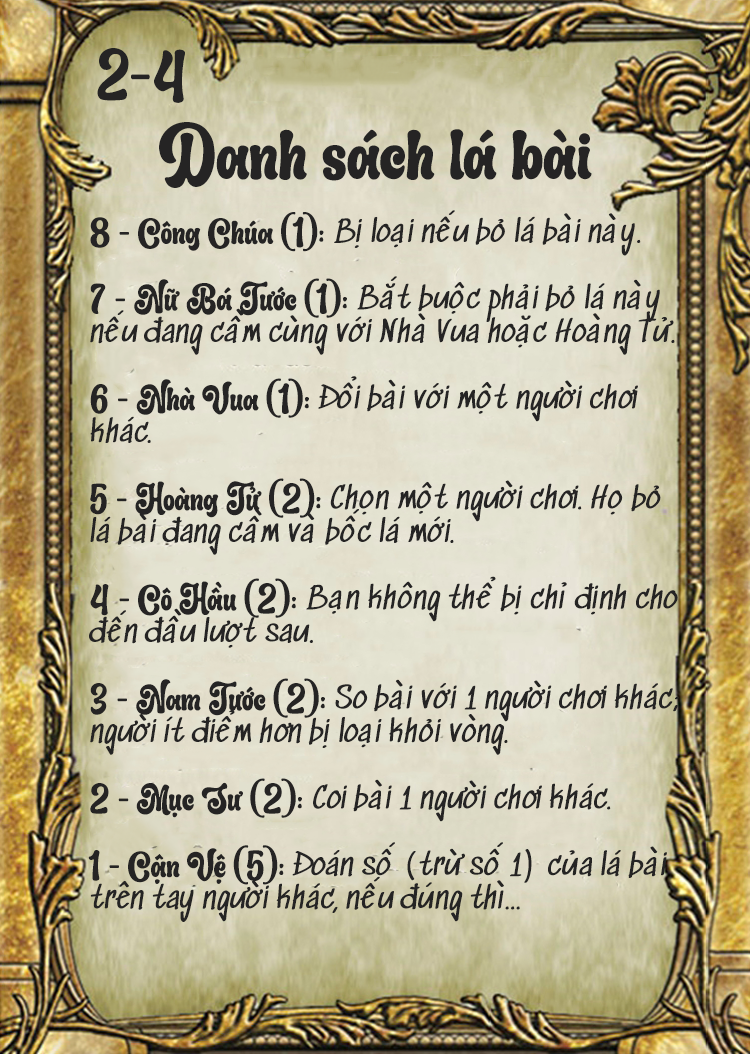 2-4
Danh sách lá bài
8 - Công Chúa (1): Bị loại nếu bỏ lá bài này.
7 - Nữ Bá Tước (1): Bắt buộc phải bỏ lá này
nếu đang cầm cùng với Nhà Vua hoặc Hoàng Tử.
6 - Nhà Vua (1): Đổi bài với một người chơi
khác.
5 - Hoàng Tử (2): Chọn một người chơi. Họ bỏ
lá bài đang cầm và bốc lá mới.
4 - Cô Hầu (2): Bạn không thể bị chỉ định cho
đến đầu lượt sau.
3 - Nam Tước (2): So bài với 1 người chơi khác;
người ít điểm hơn bị loại khỏi vòng.
2 - Mục Sư (2): Coi bài 1 người chơi khác.
1 - Cận Vệ (5): Đoán số (trừ số 1) của lá bài
trên tay người khác, nếu đúng thì...